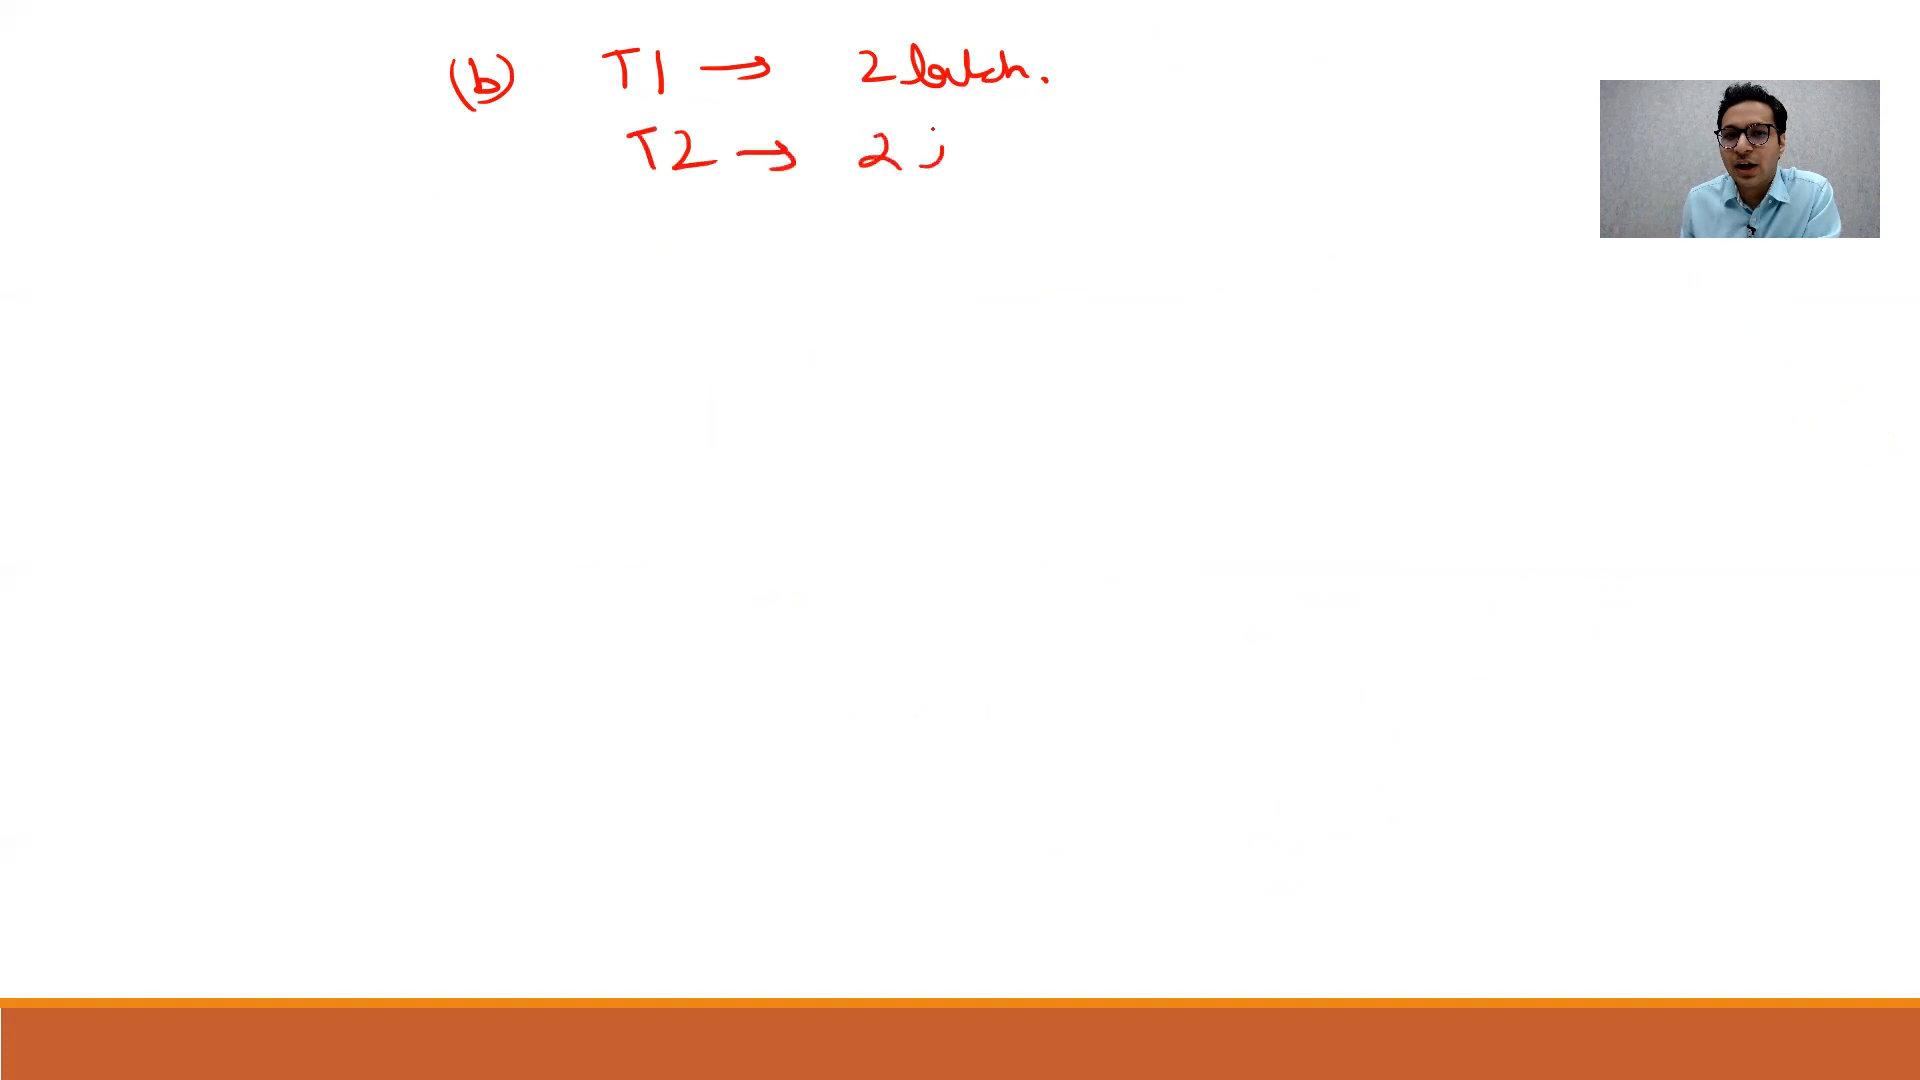 (b) T1 → 2 batch.
T2 → 2 j